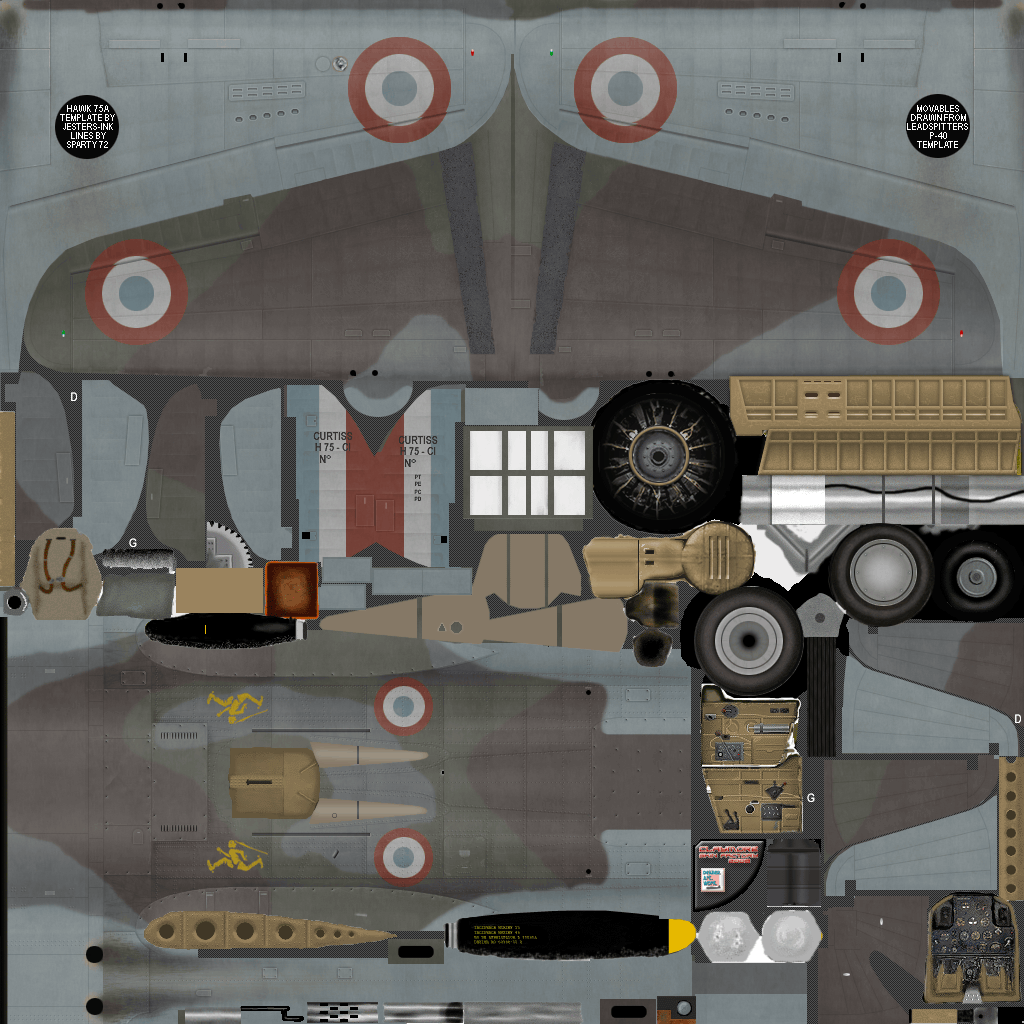 HAWK 75A
TEMPLATE BY
JESTERS-INK
LINES BY
SPARTY 72
MOVABLES
DRAWN FROM
LEADSPITTERS
P-40
TEMPLATE
D
CURTISS
H 75 - C1
N°
CURTISS
H 75 - C1
N°
PT
PE
FC
PD
G
I
D
G